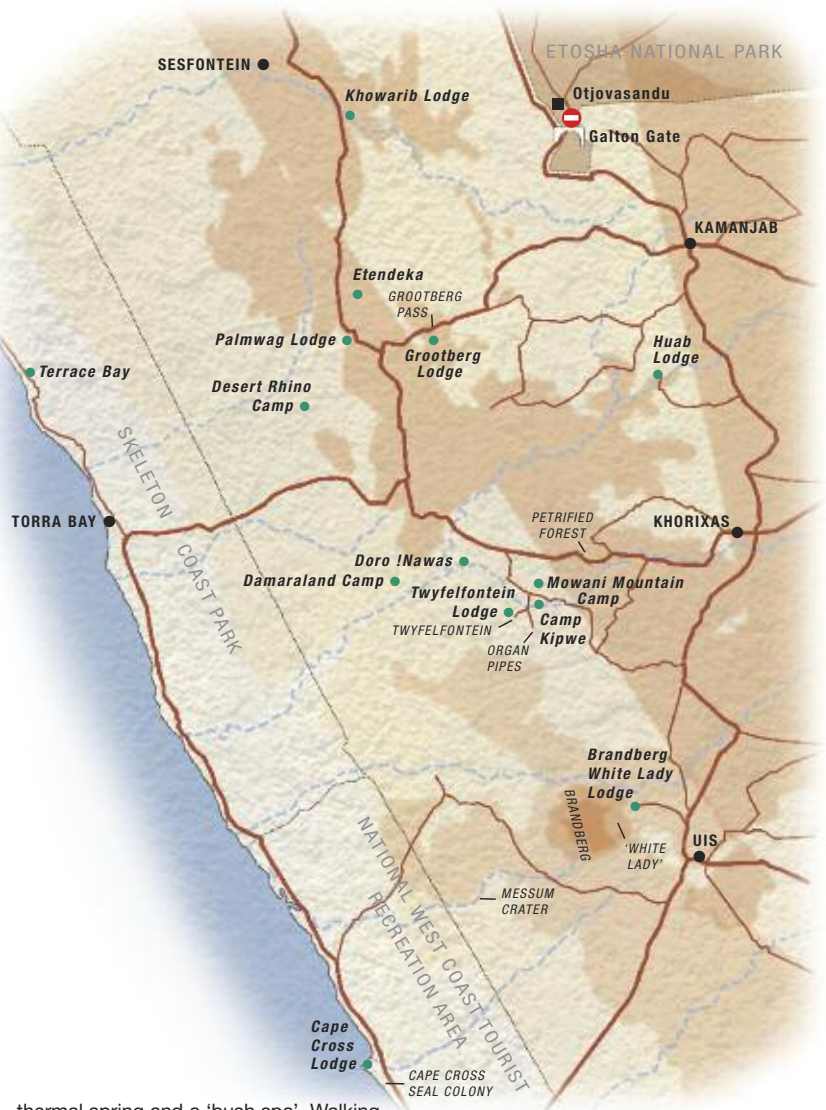 ETOSHA NATIONAL PARK
SESFONTEIN
Otjovasandu
Khowarib Lodge
Galton Gate
KAMANJAB
Etendeka
GROOTBERG
PASS
Palmwag Lodge
Grootberg
Lodge
Huab
Lodge
Terrace Bay
Desert Rhino
Camp
SKELETON
COAST PARK
TORRA BAY
PETRIFIED
FOREST
KHORIXAS
Doro !Nawas
Damaraland Camp
Mowani Mountain
Camp
Twyfelfontein
Lodge
TWYFELFONTEIN
Camp
Kipwe
ORGAN
PIPES
Brandberg
White Lady
Lodge
BRANDBERG
'WHITE
LADY'
UIS
NATIONAL WEST COAST TOURIST
RECREATION AREA
MESSUM
CRATER
Cape
Cross
Lodge
CAPE CROSS
SEAL COLONY
thermal spring and a 'bush spa'. Walking